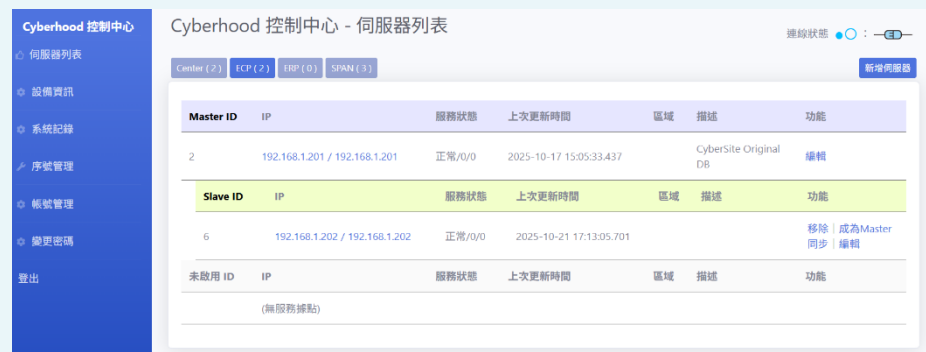 Cyberhood 控制中心
伺服器列表
設備資訊
系統記錄
序號管理
帳號管理
變更密碼
登出
Cyberhood 控制中心 - 伺服器列表
連線狀態 ：
Center ( 2 ) ECP ( 2 ) ERP ( 0 ) SPAN ( 3 )
新增伺服器
Master ID IP 服務狀態 上次更新時間 區域 描述 功能
2 192.168.1.201 / 192.168.1.201 正常/0/0 2025-10-17 15:05:33.437 CyberSite Original DB 編輯
Slave ID IP 服務狀態 上次更新時間 區域 描述 功能
6 192.168.1.202 / 192.168.1.202 正常/0/0 2025-10-21 17:13:05.701 移除 | 成為Master
同步 | 編輯
未啟用 ID IP 服務狀態 上次更新時間 區域 描述 功能
(無服務據點)